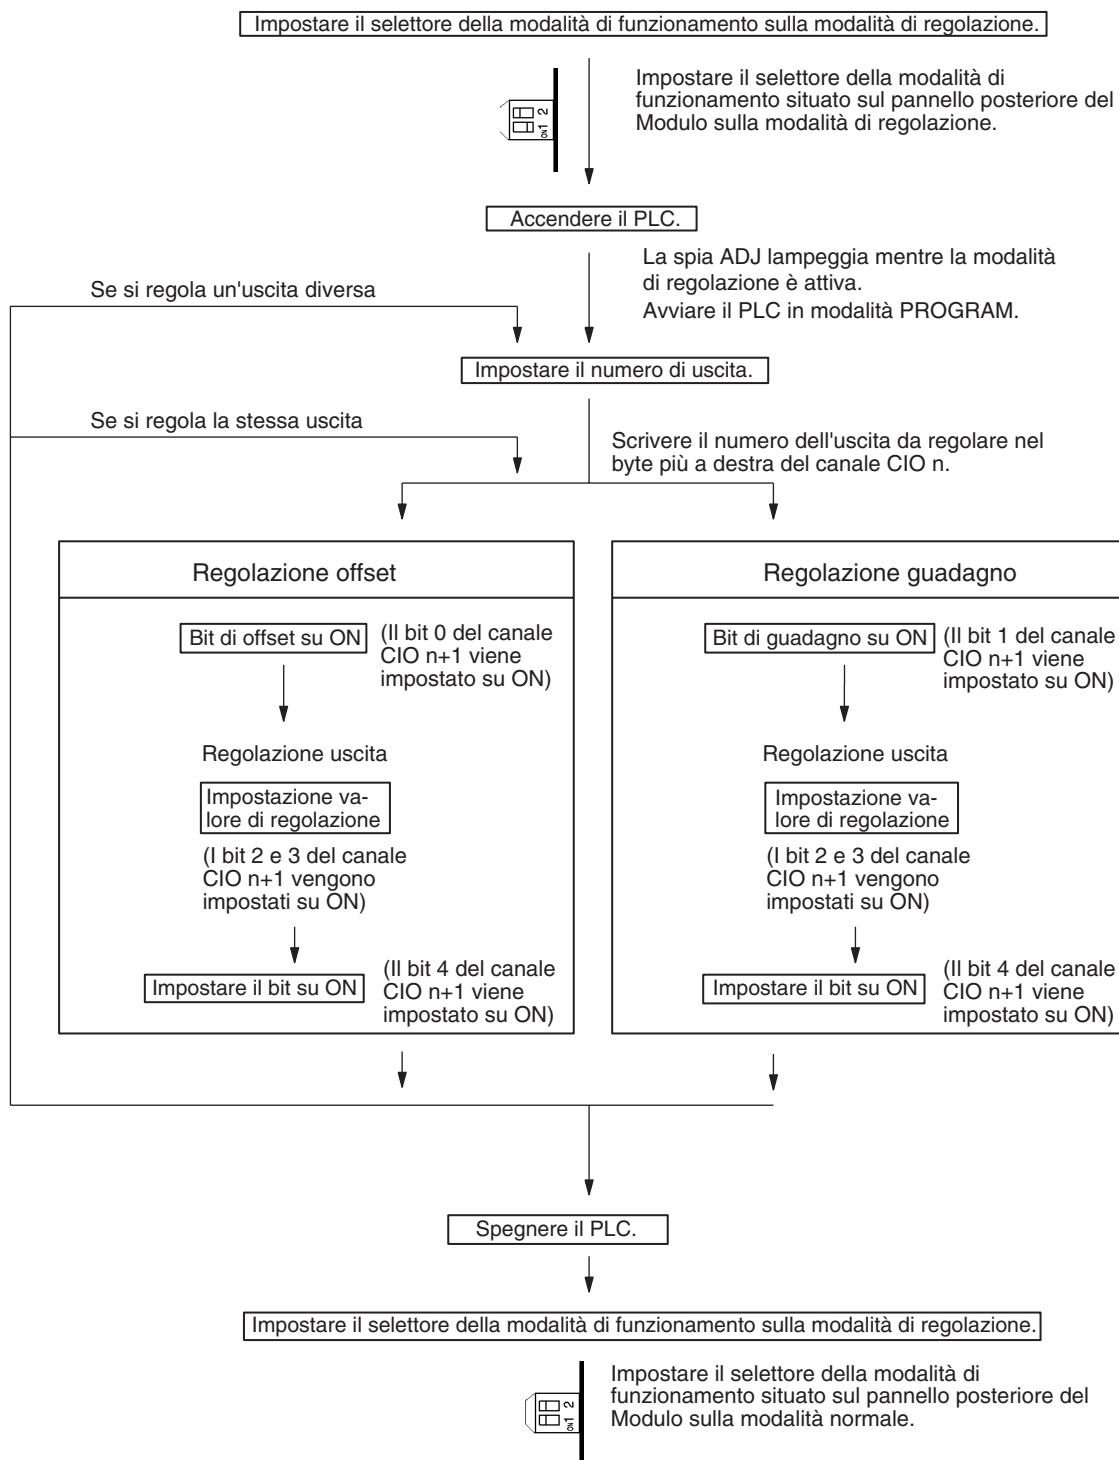 Impostare il selettore della modalità di funzionamento sulla modalità di regolazione.
Impostare il selettore della modalità di
funzionamento situato sul pannello posteriore del
Modulo sulla modalità di regolazione.
ON 1 2
Accendere il PLC.
La spia ADJ lampeggia mentre la modalità
di regolazione è attiva.
Avviare il PLC in modalità PROGRAM.
Se si regola un'uscita diversa
Impostare il numero di uscita.
Se si regola la stessa uscita
Scrivere il numero dell'uscita da regolare nel
byte più a destra del canale CIO n.
Regolazione offset
Bit di offset su ON
(Il bit 0 del canale
CIO n+1 viene
impostato su ON)
Regolazione uscita
Impostazione va-
lore di regolazione
(I bit 2 e 3 del canale
CIO n+1 vengono
impostati su ON)
Impostare il bit su ON
(Il bit 4 del canale
CIO n+1 viene
impostato su ON)
Regolazione guadagno
Bit di guadagno su ON
(Il bit 1 del canale
CIO n+1 viene
impostato su ON)
Regolazione uscita
Impostazione va-
lore di regolazione
(I bit 2 e 3 del canale
CIO n+1 vengono
impostati su ON)
Impostare il bit su ON
(Il bit 4 del canale
CIO n+1 viene
impostato su ON)
Spegnere il PLC.
Impostare il selettore della modalità di funzionamento sulla modalità di regolazione.
Impostare il selettore della modalità di
funzionamento situato sul pannello posteriore del
Modulo sulla modalità normale.
ON 1 2